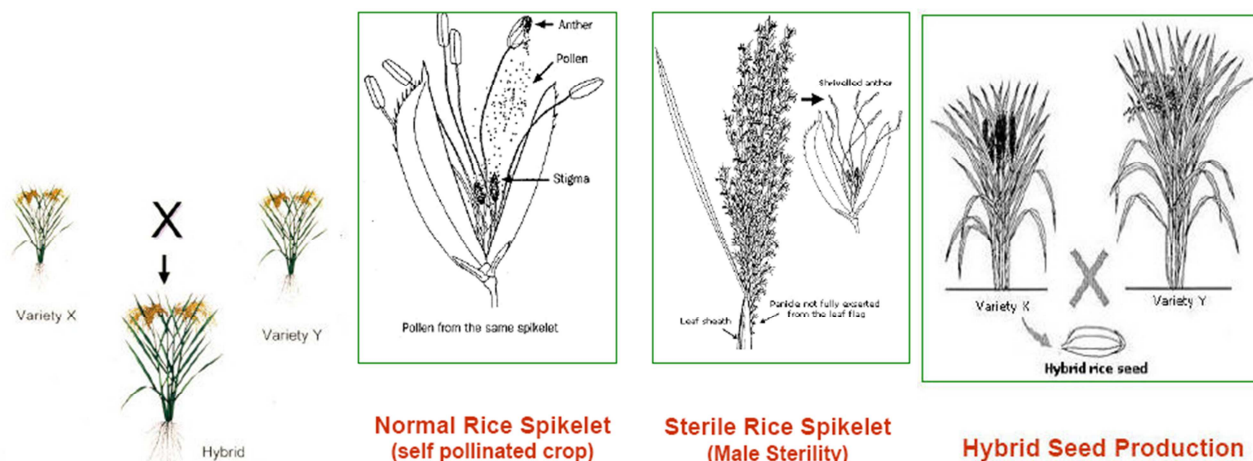 X
Variety X
Variety Y
Hybrid
Anther
Pollen
Stigma
Pollen from the same spikelet
Normal Rice Spikelet
(self pollinated crop)
Shrivelled anther
Leaf sheath
Panicle not fully exserted
from the leaf flag
Sterile Rice Spikelet
(Male Sterility)
X
Variety X
Variety Y
Hybrid rice seed
Hybrid Seed Production